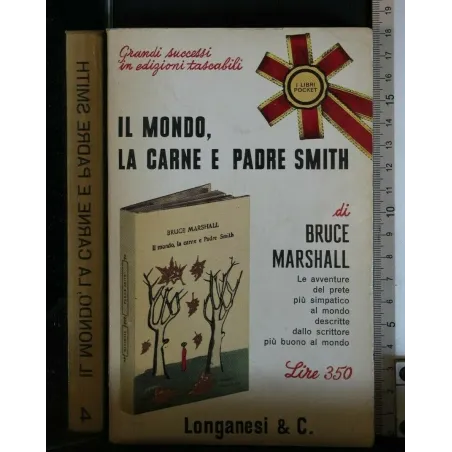 IL MONDO, LA CARNE E PADRE SMITH
4
Grandi successi
in edizioni tascabili
I LIBRI
POCKET
IL MONDO,
LA CARNE E PADRE SMITH
BRUCE MARSHALL
Il mondo, la carne e Padre Smith
di
BRUCE
MARSHALL
Le avventure
del prete
più simpatico
al mondo
descritte
dallo scrittore
più buono al mondo
Lire 350
Longanesi & C.